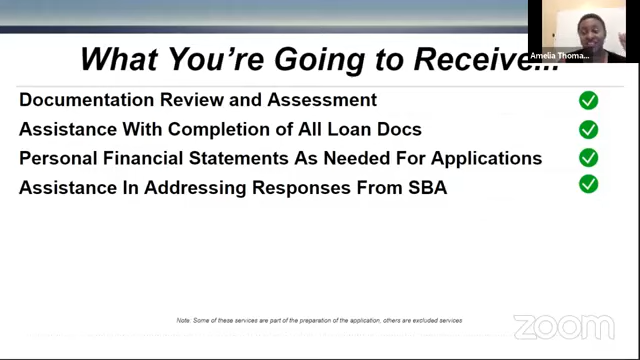 What You're Going to Receive...
Amelia Thoma...
Documentation Review and Assessment
Assistance With Completion of All Loan Docs
Personal Financial Statements As Needed For Applications
Assistance In Addressing Responses From SBA
Note: Some of these services are part of the preparation of the application, others are excluded services
zoom